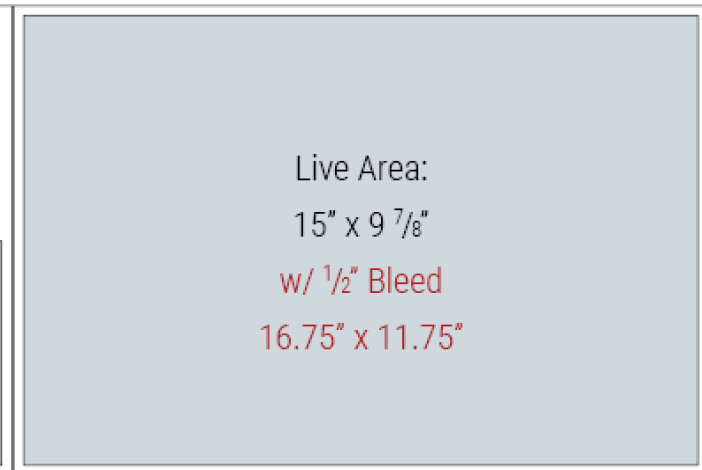 Live Area:
15” x 9 7/8”
w/ 1/2” Bleed
16.75” x 11.75”